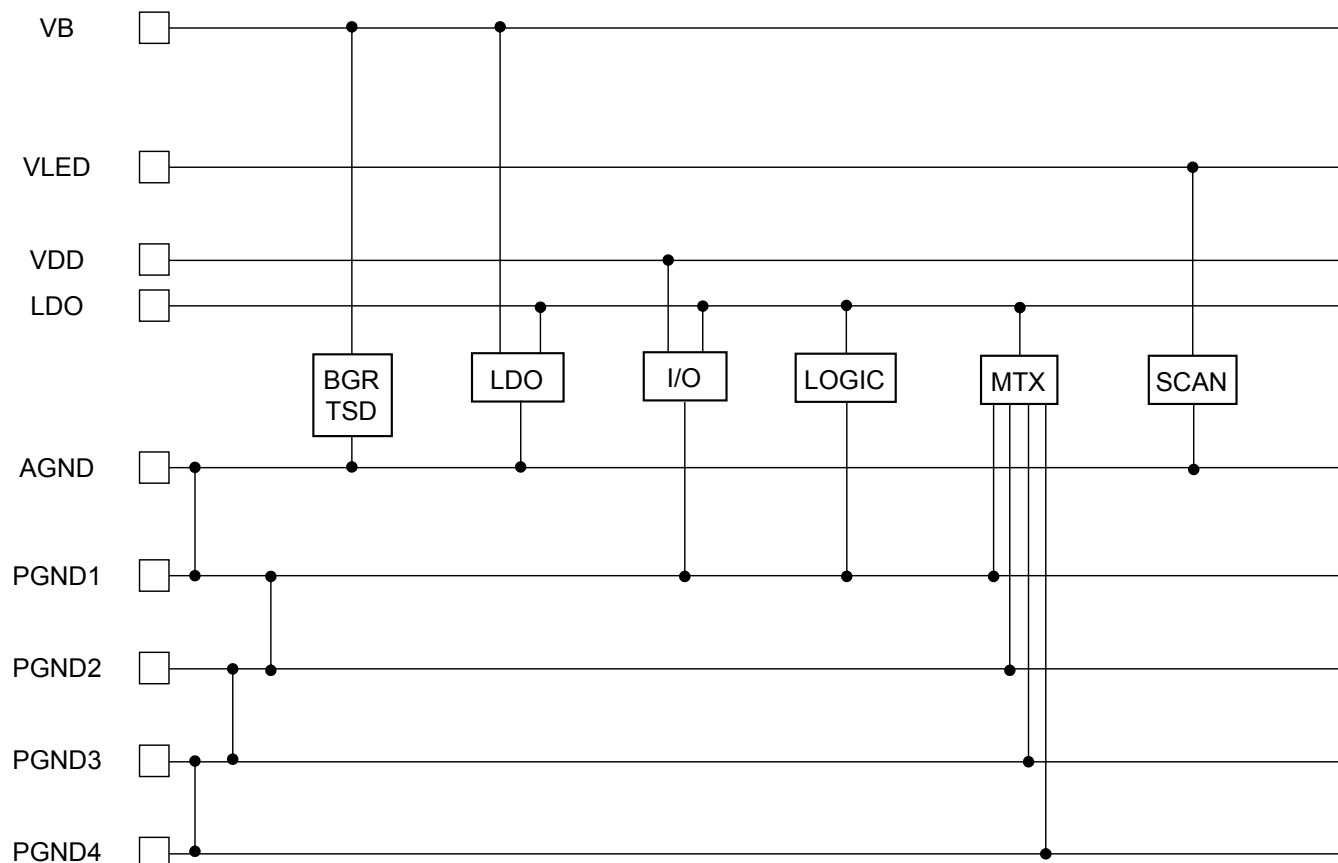 VB
VLED
VDD
LDO
BGR
TSD
LDO
I/O
LOGIC
MTX
SCAN
AGND
PGND1
PGND2
PGND3
PGND4